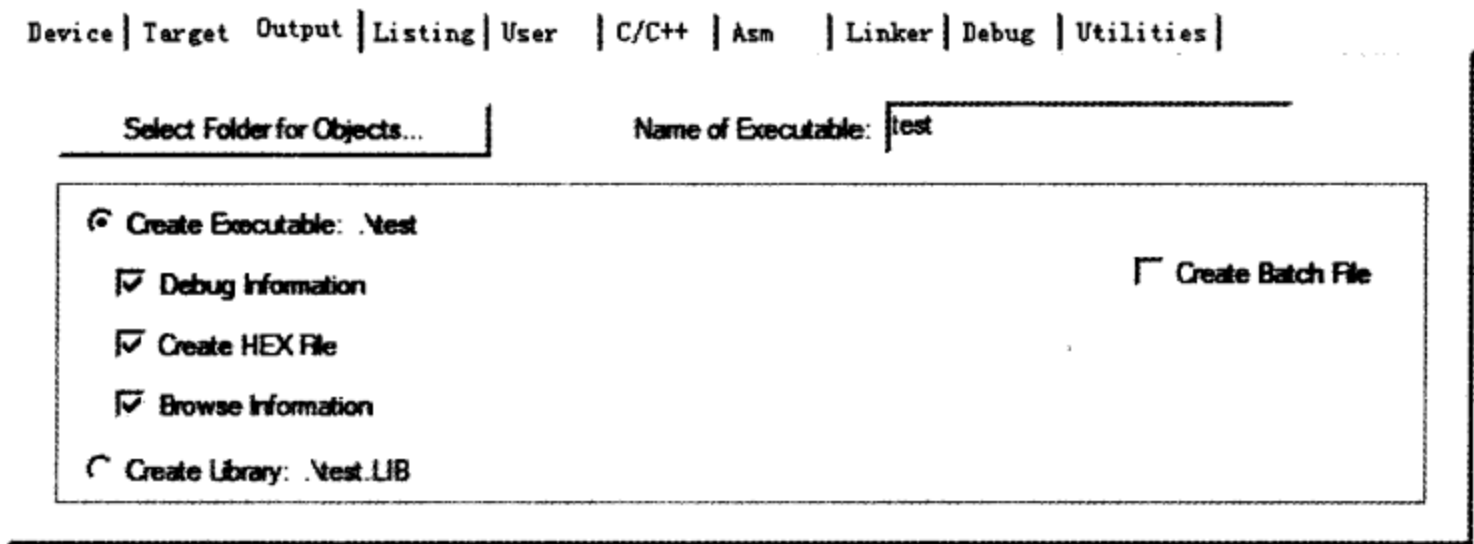 Device Target Output Listing User C/C++ Asm Linker Debug Utilities
Select Folder for Objects... Name of Executable: test
Create Executable: .\test
Debug Information Create Batch File
Create HEX File
Browse Information
Create Library: .\test.LIB